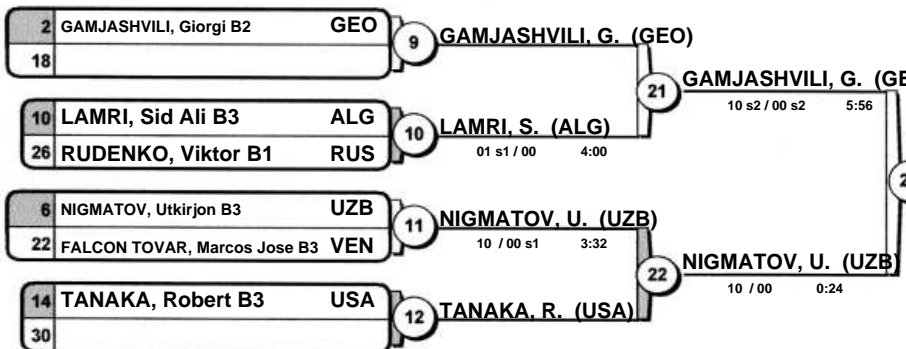 2 GAMJASHVILI, Giorgi B2 GEO
18
9 GAMJASHVILI, G. (GEO)
21 GAMJASHVILI, G. (GE
10 s2 / 00 s2 5:56
10 LAMRI, Sid Ali B3 ALG
26 RUDENKO, Viktor B1 RUS
10 LAMRI, S. (ALG)
01 s1 / 00 4:00
2
6 NIGMATOV, Utkirjon B3 UZB
22 FALCON TOVAR, Marcos Jose B3 VEN
11 NIGMATOV, U. (UZB)
10 / 00 s1 3:32
22 NIGMATOV, U. (UZB)
10 / 00 0:24
14 TANAKA, Robert B3 USA
30
12 TANAKA, R. (USA)